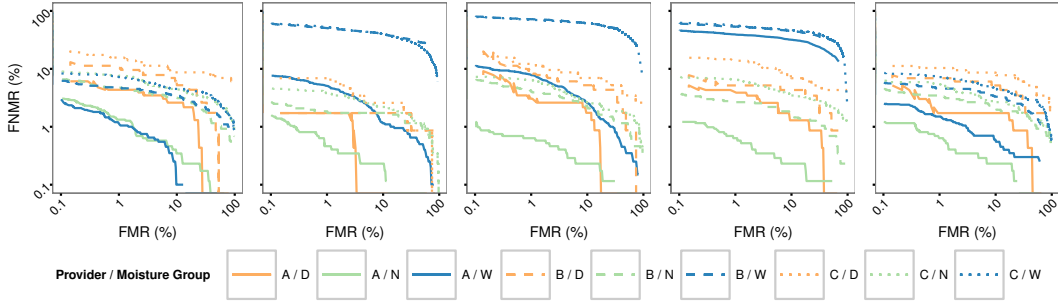 FNMR (%)
100
10
1
0.1
0.1 1 10 100
0.1 1 10 100
0.1 1 10 100
0.1 1 10 100
0.1 1 10 100
FMR (%) FMR (%) FMR (%) FMR (%) FMR (%)
Provider / Moisture Group A / D A / N A / W B / D B / N B / W C / D C / N C / W